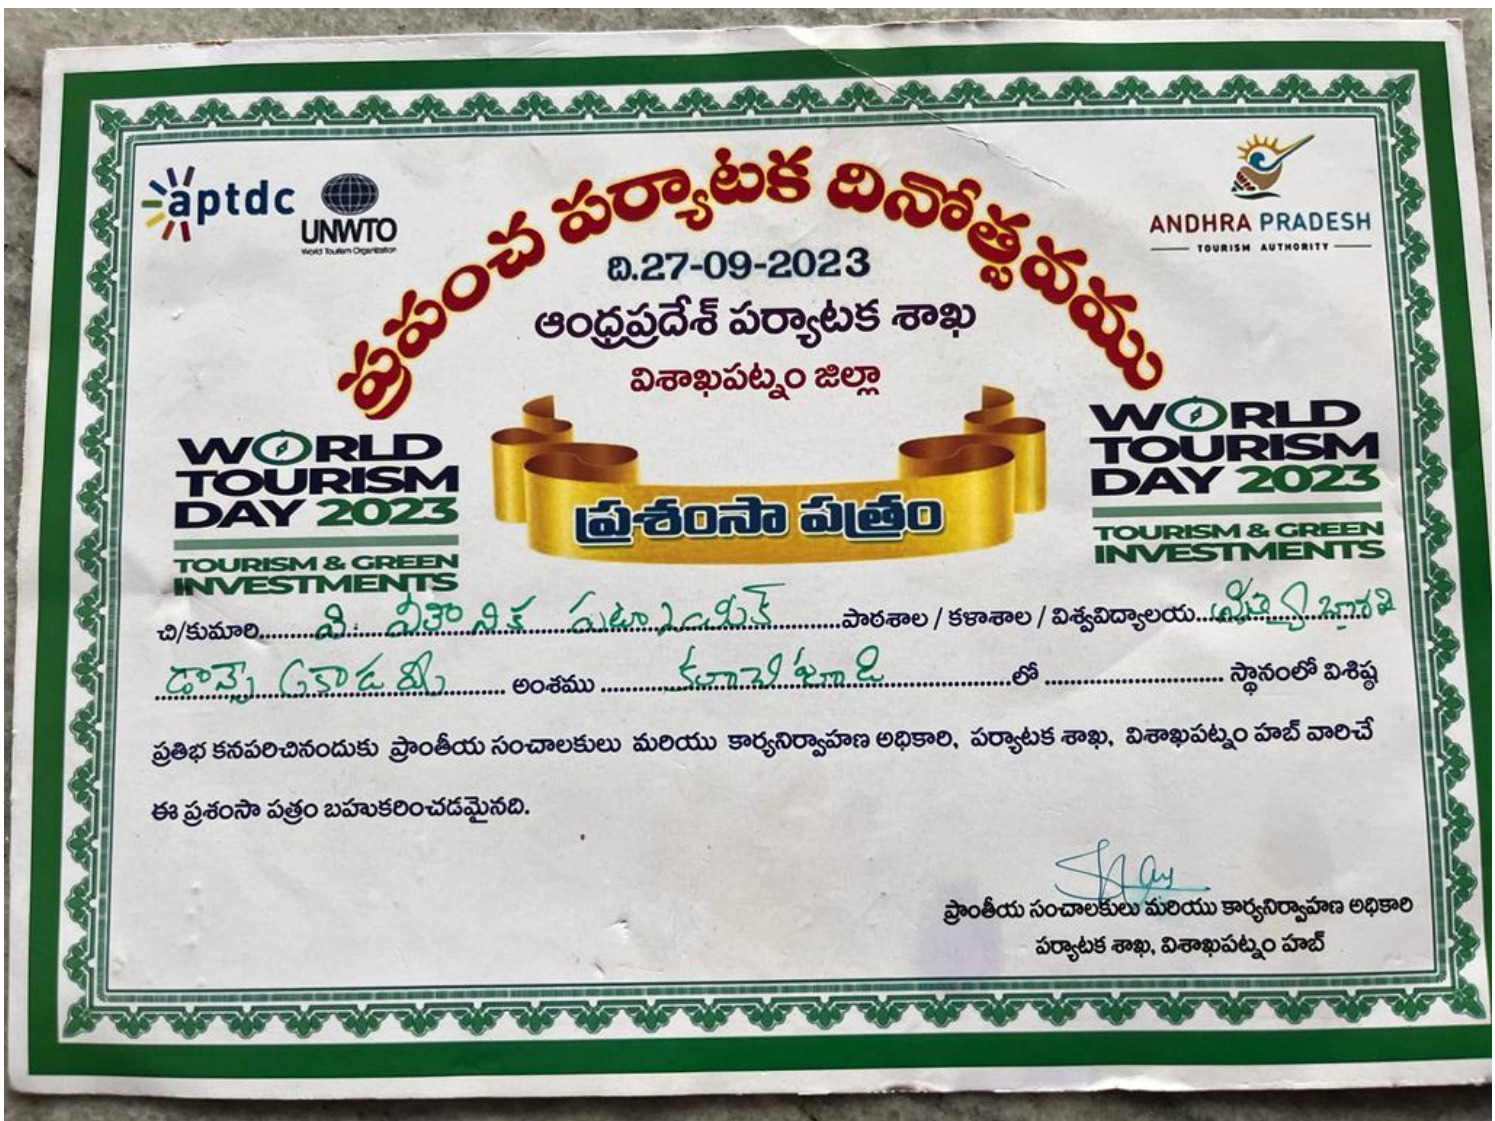 aptdc
UNWTO
World Tourism Organization
ANDHRA PRADESH
TOURISM AUTHORITY
ప్రపంచ పర్యాటక దినోత్సవము
ది.27-09-2023
ఆంధ్రప్రదేశ్ పర్యాటక శాఖ
విశాఖపట్నం జిల్లా
WORLD
TOURISM
DAY 2023
TOURISM & GREEN
INVESTMENTS
ప్రశంసా పత్రం
WORLD
TOURISM
DAY 2023
TOURISM & GREEN
INVESTMENTS
చి/కుమారి. వి. పాఠశాల / కళాశాల / విశ్వవిద్యాలయ
డాన్స్ అకాడమీ అంశము కూచిపూడి లో స్థానంలో విశిష్ఠ
ప్రతిభ కనపరిచినందుకు ప్రాంతీయ సంచాలకులు మరియు కార్యనిర్వాహణ అధికారి, పర్యాటక శాఖ, విశాఖపట్నం హబ్ వారిచే
ఈ ప్రశంసా పత్రం బహుకరించడమైనది.
ప్రాంతీయ సంచాలకులు మరియు కార్యనిర్వాహణ అధికారి
పర్యాటక శాఖ, విశాఖపట్నం హబ్